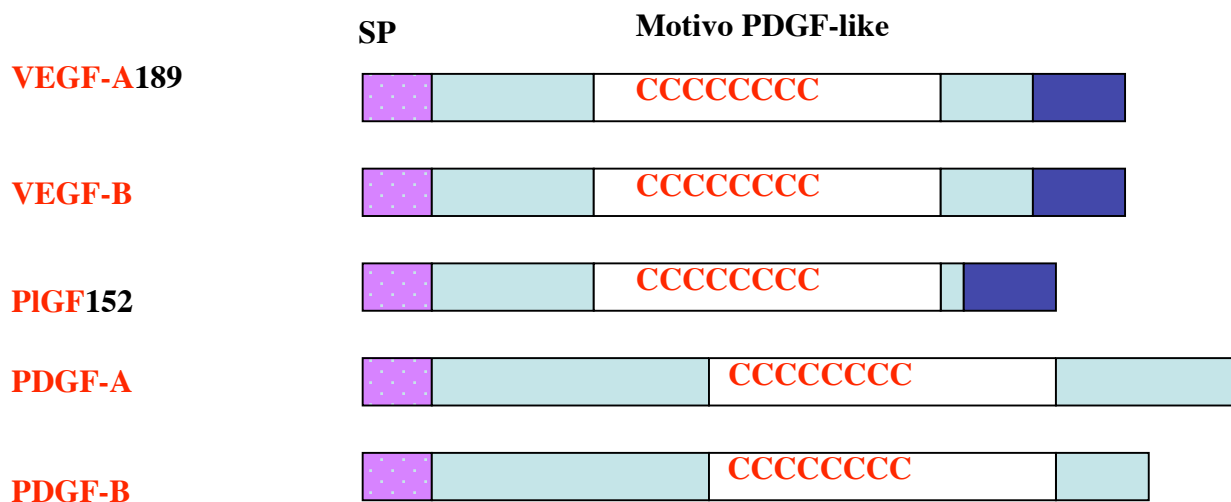 SP Motivo PDGF-like
VEGF-A189 CCCCCCCC
VEGF-B CCCCCCCC
PlGF152 CCCCCCCC
PDGF-A CCCCCCCC
PDGF-B CCCCCCCC